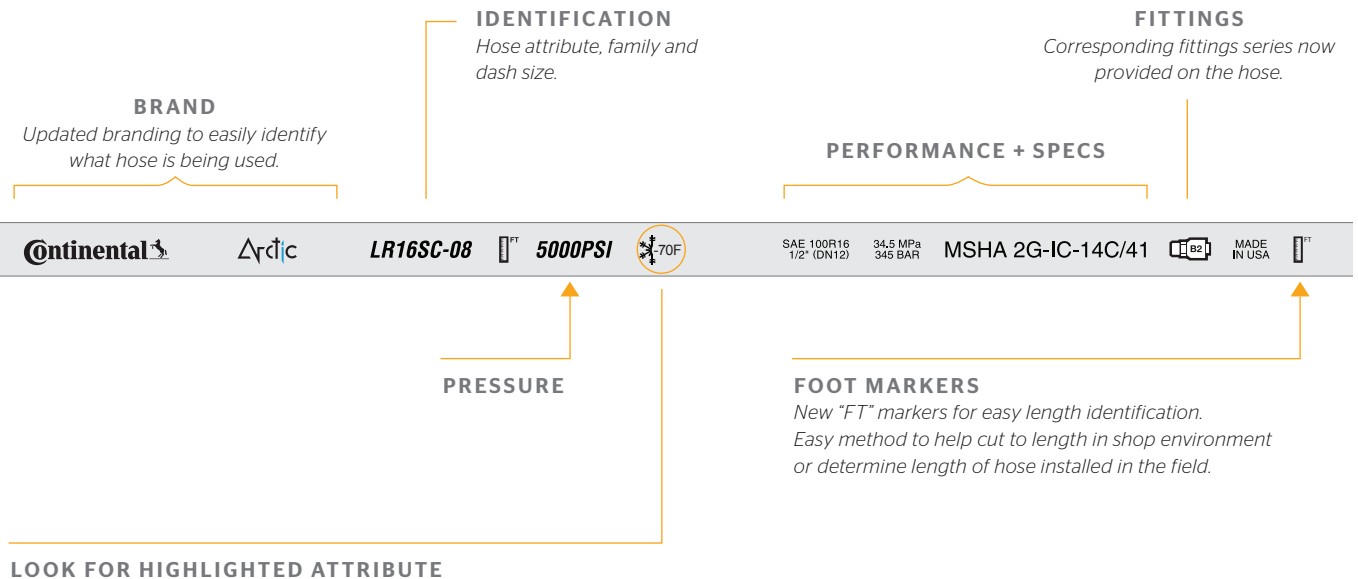 IDENTIFICATION
Hose attribute, family and
dash size.
FITTINGS
Corresponding fittings series now
provided on the hose.
BRAND
Updated branding to easily identify
what hose is being used.
PERFORMANCE + SPECS
Continental Arctic LR16SC-08 FT 5000PSI -70F SAE 100R16 34.5 MPa MSHA 2G-IC-14C/41 B2 MADE FT
1/2" (DN12) 345 BAR IN USA
PRESSURE
FOOT MARKERS
New “FT” markers for easy length identification.
Easy method to help cut to length in shop environment
or determine length of hose installed in the field.
LOOK FOR HIGHLIGHTED ATTRIBUTE